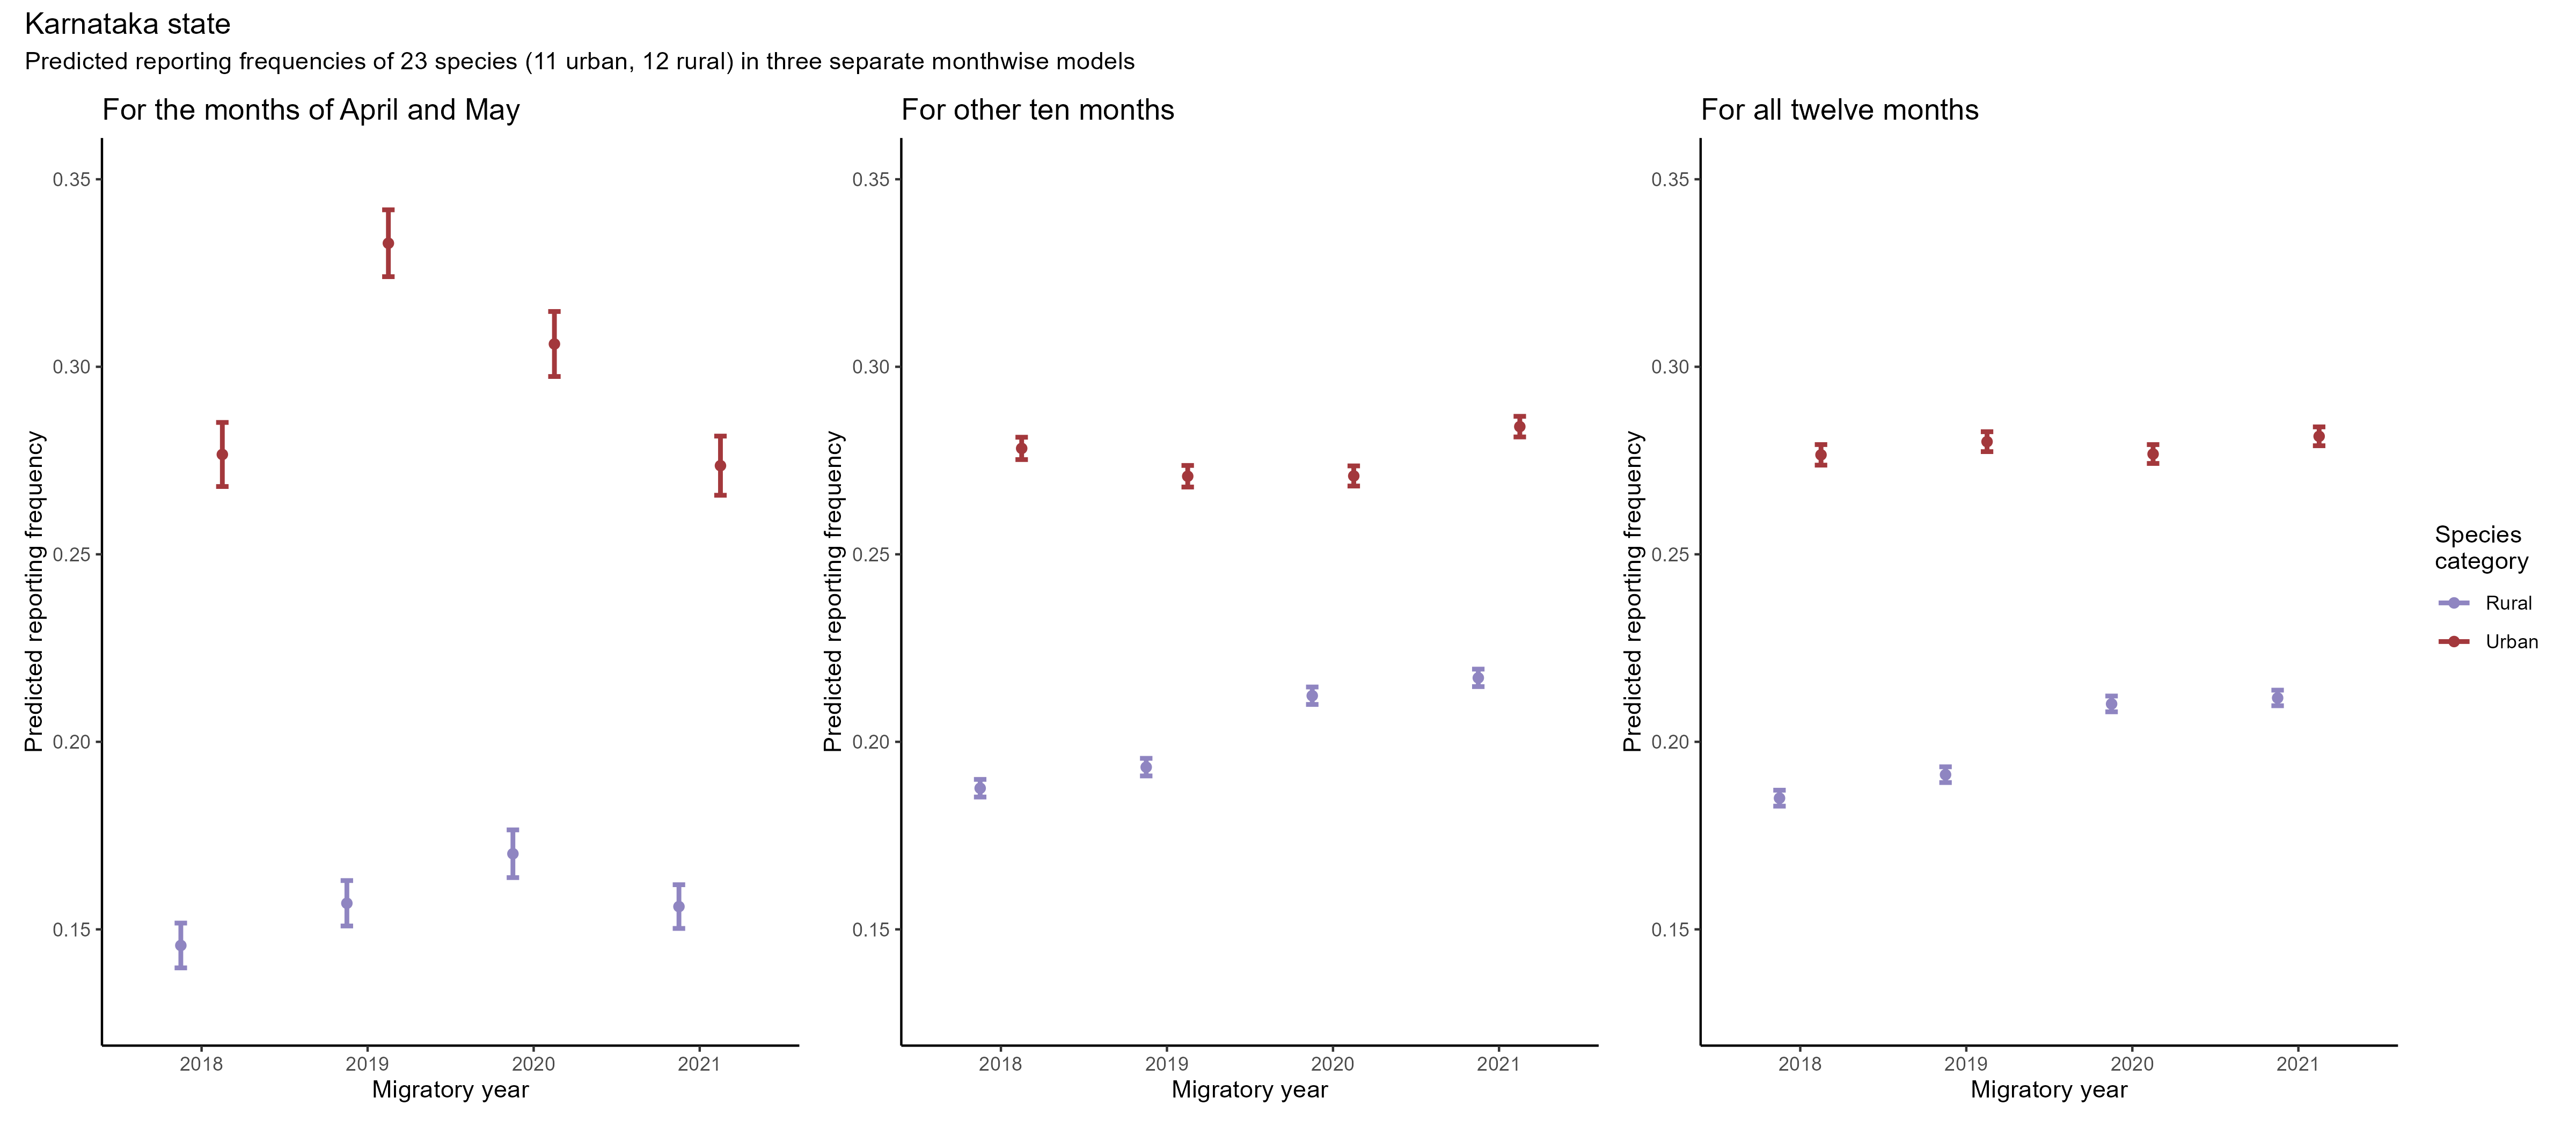 Karnataka state
Predicted reporting frequencies of 23 species (11 urban, 12 rural) in three separate monthwise models
For the months of April and May
Predicted reporting frequency
0.35
0.30
0.25
0.20
0.15
2018 2019 2020 2021
Migratory year
For other ten months
Predicted reporting frequency
0.35
0.30
0.25
0.20
0.15
2018 2019 2020 2021
Migratory year
For all twelve months
Predicted reporting frequency
0.35
0.30
0.25
0.20
0.15
2018 2019 2020 2021
Migratory year
Species
category
Rural
Urban